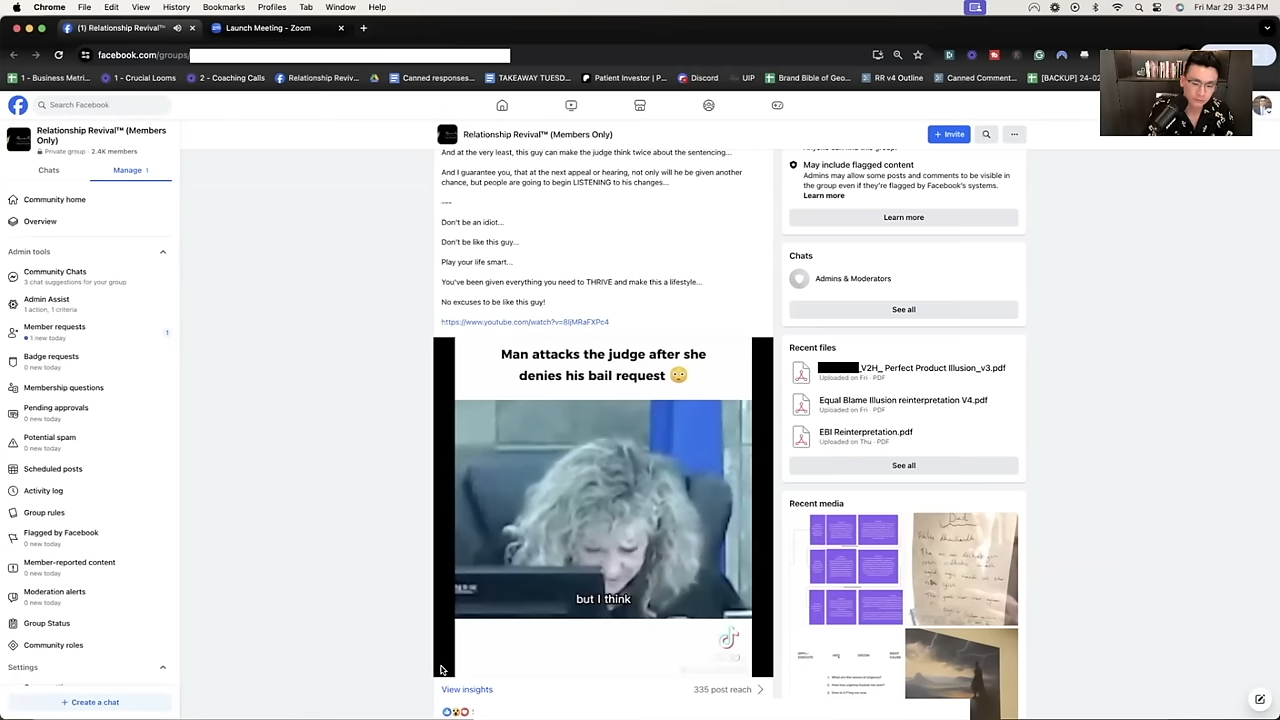 Chrome File Edit View History Bookmarks Profiles Tab Window Help
Fri Mar 29 3:34 PM
(1) Relationship Revival™
Launch Meeting - Zoom
facebook.com/groups/
1 - Business Metri...
1 - Crucial Looms
2 - Coaching Calls
Relationship Reviv...
Canned responses...
TAKEAWAY TUESD...
Patient Investor | P...
Discord
UIP
Brand Bible of Geo...
RR v4 Outline
Canned Comment...
[BACKUP] 24-02
Search Facebook
Relationship Revival™ (Members
Only)
Private group · 2.4K members
Chats
Manage 1
Community home
Overview
Admin tools
Community Chats
3 chat suggestions for your group
Admin Assist
1 action, 1 criteria
Member requests
1 new today
1
Badge requests
0 new today
Membership questions
Pending approvals
0 new today
Potential spam
0 new today
Scheduled posts
Activity log
Group rules
Flagged by Facebook
0 new today
Member-reported content
0 new today
Moderation alerts
0 new today
Group Status
Community roles
Settings
+ Create a chat
Relationship Revival™ (Members Only)
+ Invite
And at the very least, this guy can make the judge think twice about the sentencing...
And I guarantee you, that at the next appeal or hearing, not only will he be given another
chance, but people are going to begin LISTENING to his changes...
---
Don't be an idiot...
Don't be like this guy...
Play your life smart...
You've been given everything you need to THRIVE and make this a lifestyle...
No excuses to be like this guy!
https://www.youtube.com/watch?v=8IjMRaFXPc4
Man attacks the judge after she
denies his bail request
but I think
View insights
335 post reach
May include flagged content
Admins may allow some posts and comments to be visible in
the group even if they're flagged by Facebook's systems.
Learn more
Learn more
Chats
Admins & Moderators
See all
Recent files
_V2H_ Perfect Product Illusion_v3.pdf
Uploaded on Fri · PDF
Equal Blame Illusion reinterpretation V4.pdf
Uploaded on Fri · PDF
EBI Reinterpretation.pdf
Uploaded on Thu · PDF
See all
Recent media
Dad